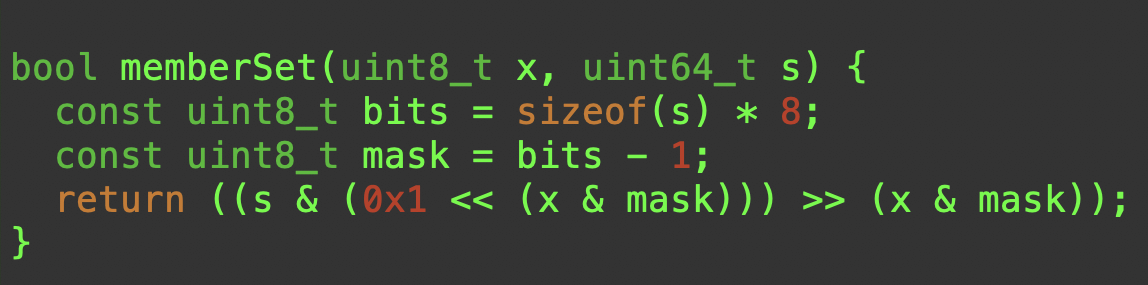 bool memberSet(uint8_t x, uint64_t s) {
  const uint8_t bits = sizeof(s) * 8;
  const uint8_t mask = bits - 1;
  return ((s & (0x1 << (x & mask))) >> (x & mask));
}